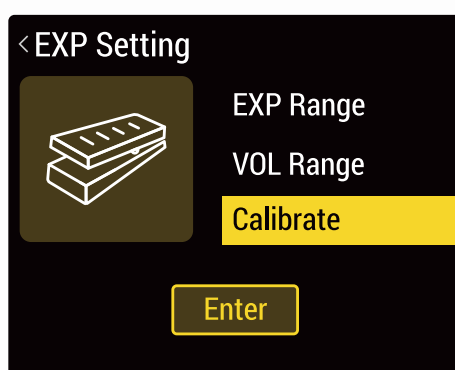 <EXP Setting
EXP Range
VOL Range
Calibrate
Enter